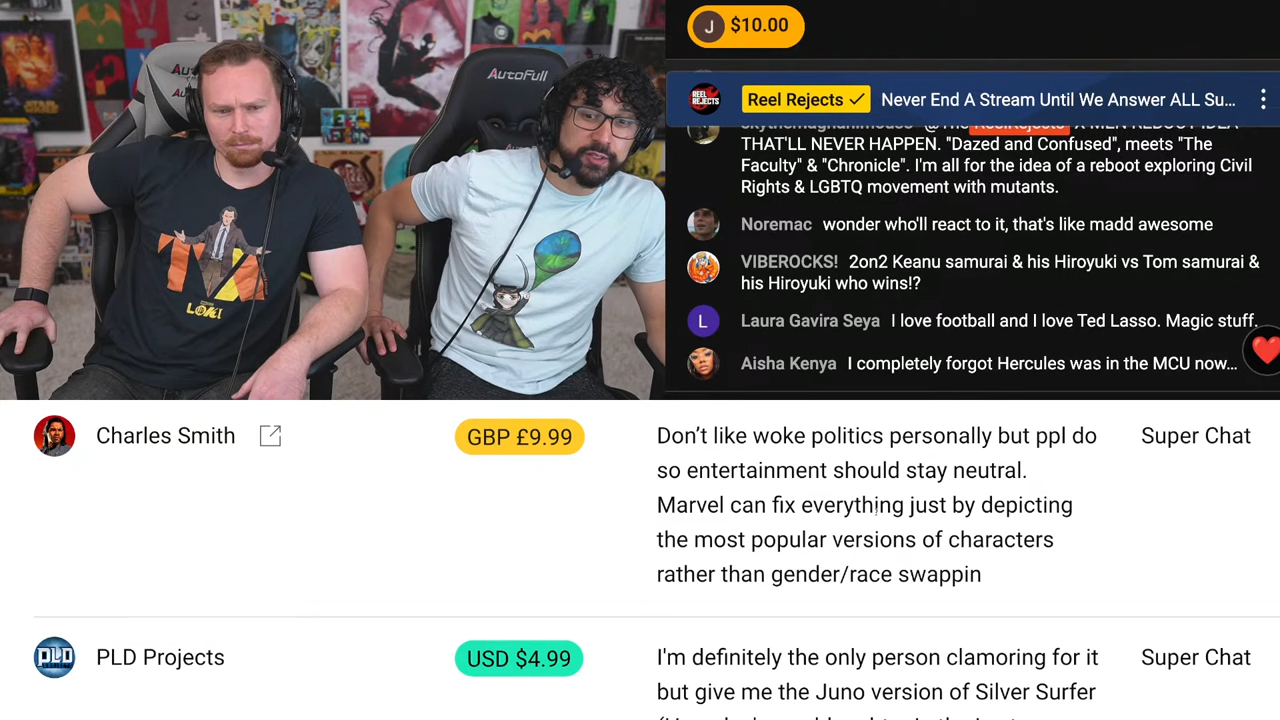 AutoFull
LOKI
J $10.00
REEL REJECTS
Reel Rejects Never End A Stream Until We Answer ALL Su...
THAT'LL NEVER HAPPEN. "Dazed and Confused", meets "The
Faculty" & "Chronicle". I'm all for the idea of a reboot exploring Civil
Rights & LGBTQ movement with mutants.
Noremac wonder who'll react to it, that's like madd awesome
VIBEROCKS! 2on2 Keanu samurai & his Hiroyuki vs Tom samurai &
his Hiroyuki who wins!?
L Laura Gavira Seya I love football and I love Ted Lasso. Magic stuff.
Aisha Kenya I completely forgot Hercules was in the MCU now...
Charles Smith GBP £9.99 Don’t like woke politics personally but ppl do Super Chat
so entertainment should stay neutral.
Marvel can fix everything just by depicting
the most popular versions of characters
rather than gender/race swappin
PLD PLD Projects USD $4.99 I'm definitely the only person clamoring for it Super Chat
but give me the Juno version of Silver Surfer